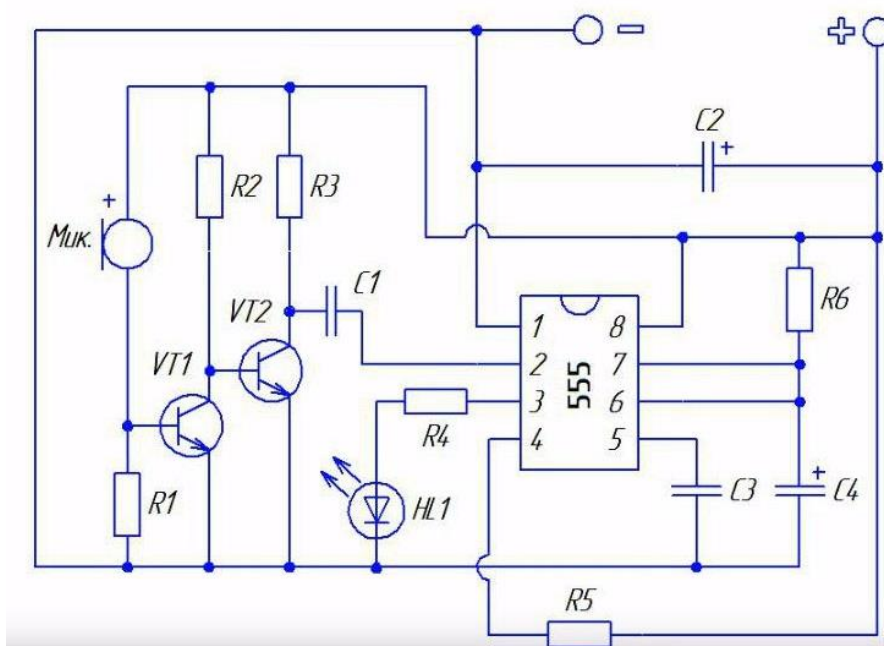 −
+
C2
R2
R3
+
+
Мик.
C1
R6
VT2
1
8
VT1
2
7
555
3
6
R4
4
5
+
R1
HL1
C3
C4
R5